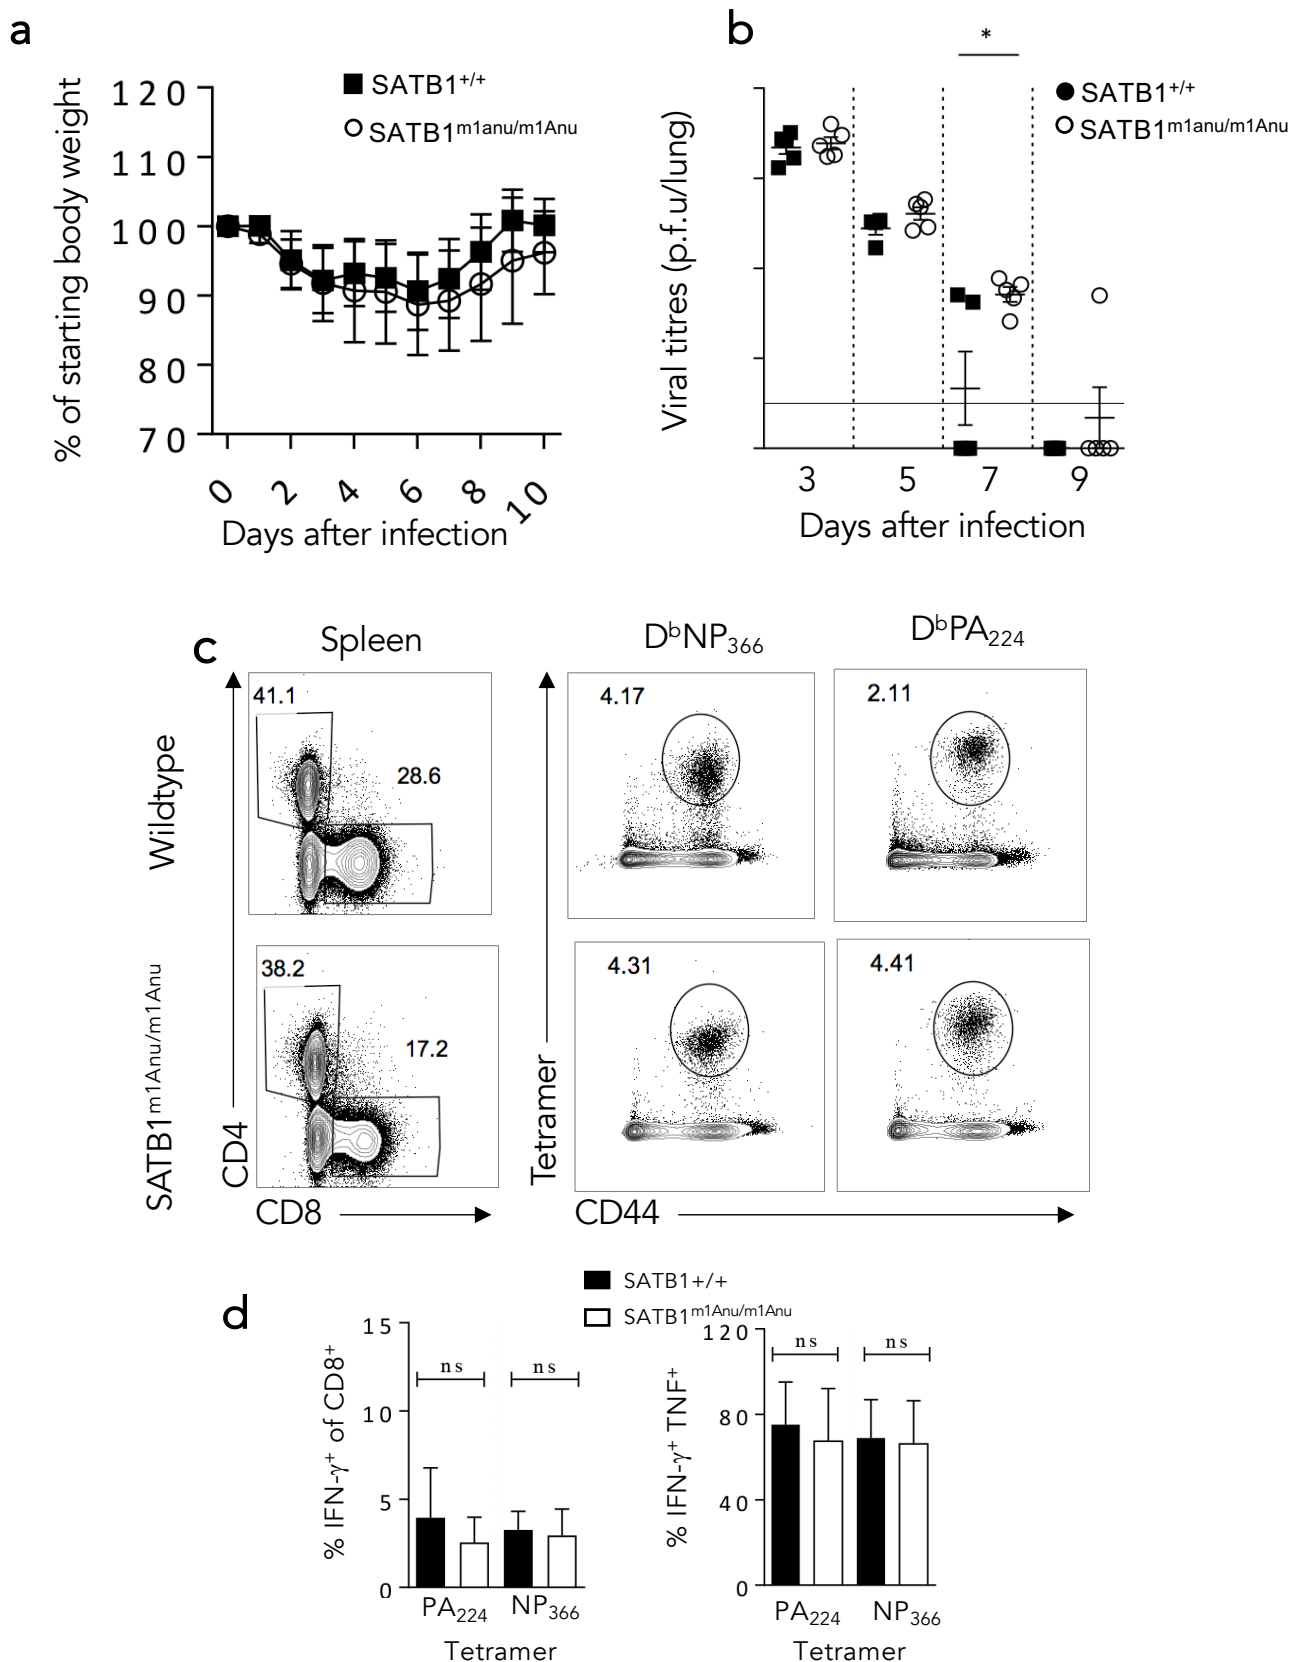 a
% of starting body weight
120
110
100
90
80
70
SATB1+/+
SATB1m1anu/m1Anu
0 2 4 6 8 10
Days after infection
b
*
Viral titres (p.f.u/lung)
SATB1+/+
SATB1m1anu/m1Anu
3 5 7 9
Days after infection
c
Spleen
DbNP366
DbPA224
Wildtype
41.1
28.6
4.17
2.11
SATB1m1Anu/m1Anu
38.2
17.2
4.31
4.41
CD4
Tetramer
CD8
CD44
d
SATB1+/+
SATB1m1Anu/m1Anu
% IFN-γ+ of CD8+
15
10
5
0
ns
ns
PA224
NP366
Tetramer
% IFN-γ+ TNF+
120
80
40
0
ns
ns
PA224
NP366
Tetramer